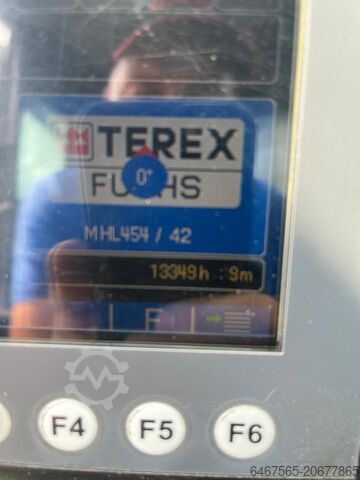 TEREX
FUCHS
0°
MHL454 / 42
13349h : 9m
F
F4 F5 F6
6467565-20677865